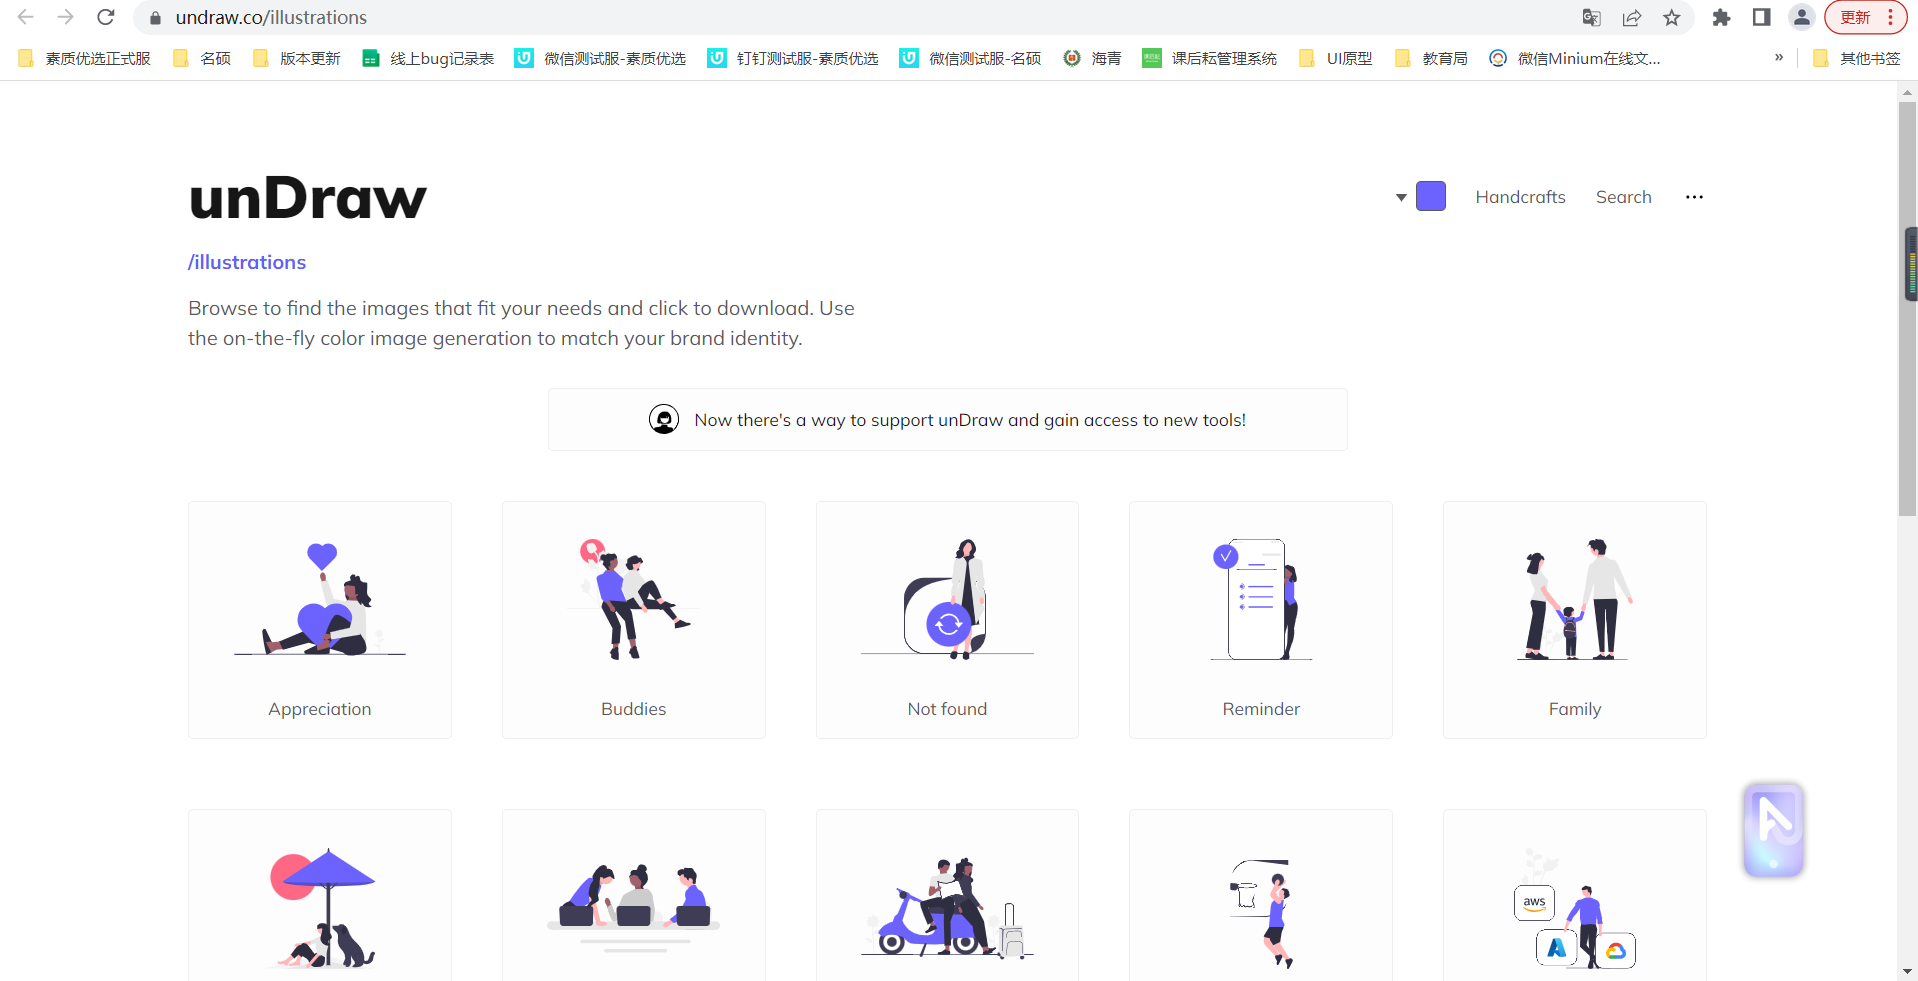 undraw.co/illustrations
更新
素质优选正式服 名硕 版本更新 线上bug记录表 微信测试服-素质优选 钉钉测试服-素质优选 微信测试服-名硕 海青 课后耘管理系统 UI原型 教育局 微信Minium在线文... » 其他书签
unDraw
Handcrafts Search
/illustrations
Browse to find the images that fit your needs and click to download. Use
the on-the-fly color image generation to match your brand identity.
Now there's a way to support unDraw and gain access to new tools!
Appreciation Buddies Not found Reminder Family
aws